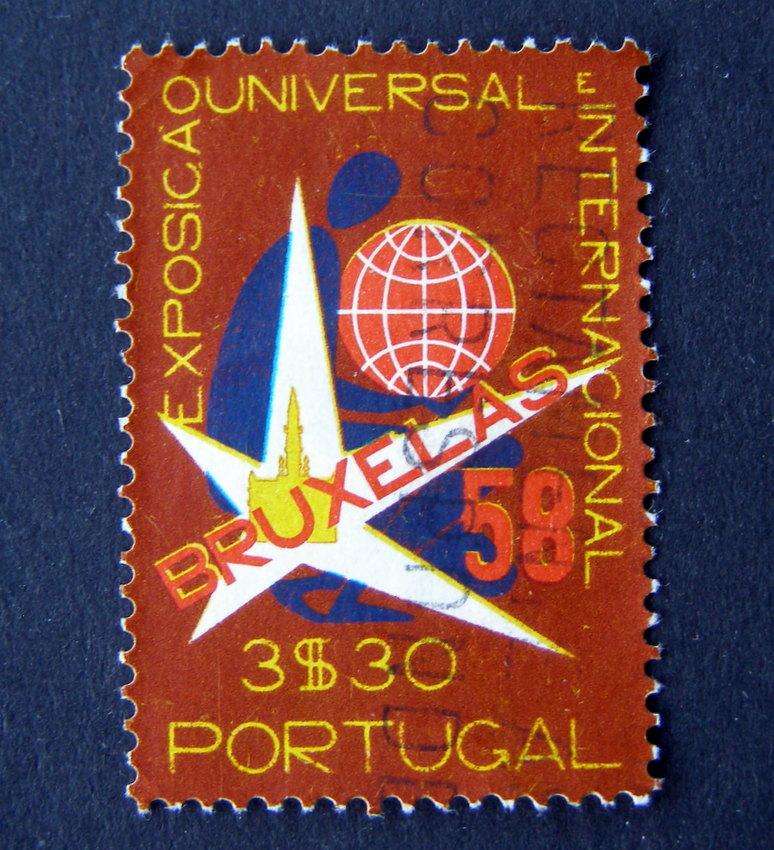 EXPOSIÇÃO UNIVERSAL E INTERNACIONAL
BRUXELAS
58
3$30
PORTUGAL